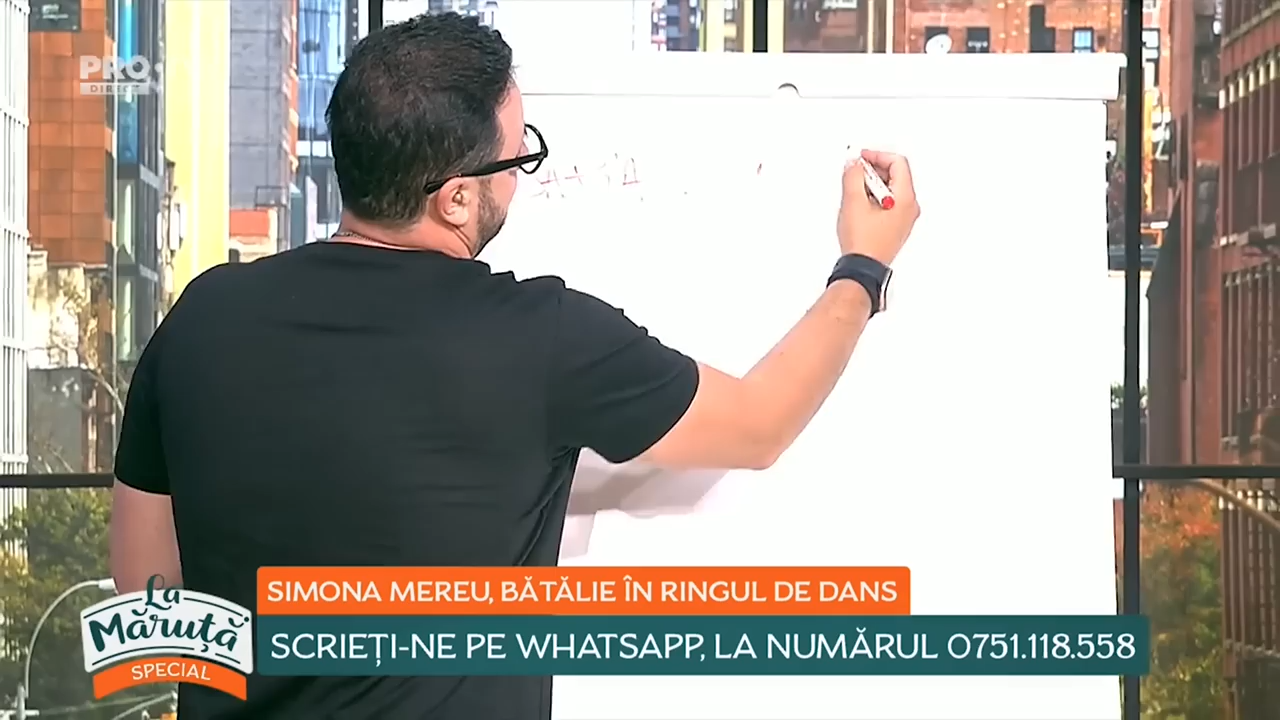 PRO
DIRECT
SIMONA MEREU, BĂTĂLIE ÎN RINGUL DE DANS
La
Măruță
SPECIAL
SCRIEȚI-NE PE WHATSAPP, LA NUMĂRUL 0751.118.558